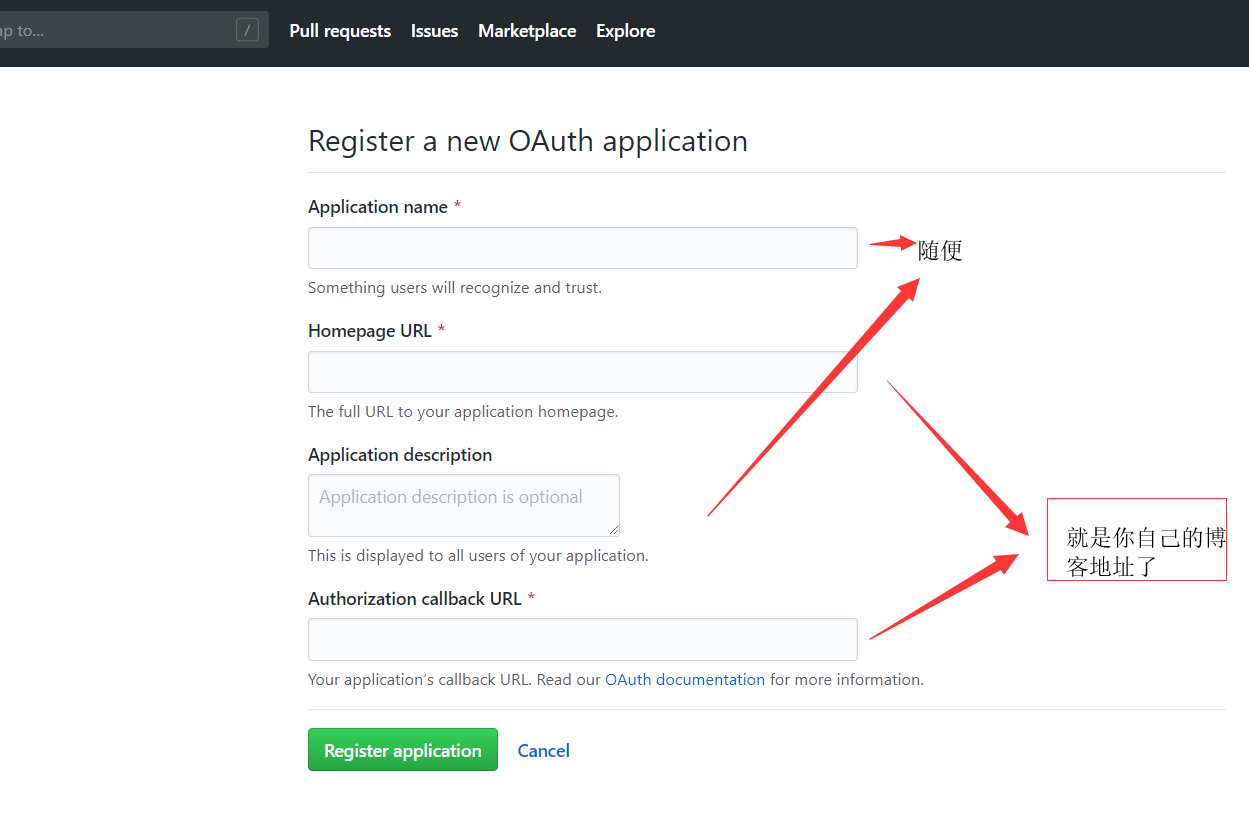 p to...
/
Pull requests
Issues
Marketplace
Explore
Register a new OAuth application
Application name *
随便
Something users will recognize and trust.
Homepage URL *
The full URL to your application homepage.
Application description
Application description is optional
就是你自己的博
客地址了
This is displayed to all users of your application.
Authorization callback URL *
Your application’s callback URL. Read our OAuth documentation for more information.
Register application
Cancel